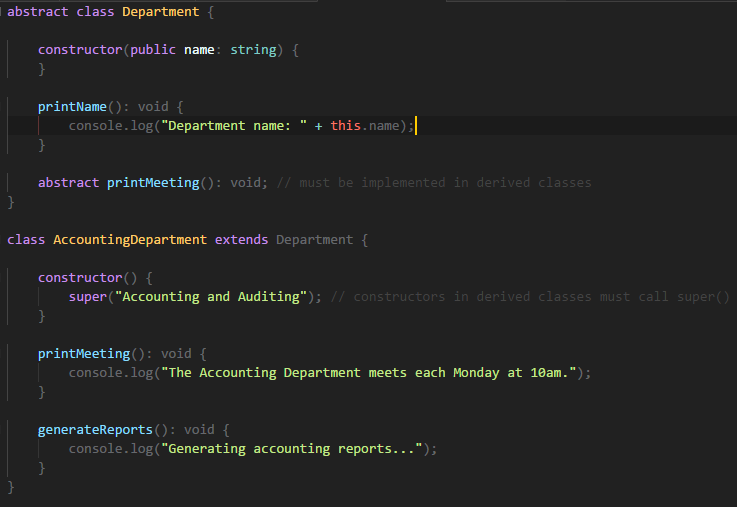 abstract class Department {
constructor(public name: string) {
}
printName(): void {
console.log("Department name: " + this.name);
}
abstract printMeeting(): void; // must be implemented in derived classes
}
class AccountingDepartment extends Department {
constructor() {
super("Accounting and Auditing"); // constructors in derived classes must call super()
}
printMeeting(): void {
console.log("The Accounting Department meets each Monday at 10am.");
}
generateReports(): void {
console.log("Generating accounting reports...");
}
}